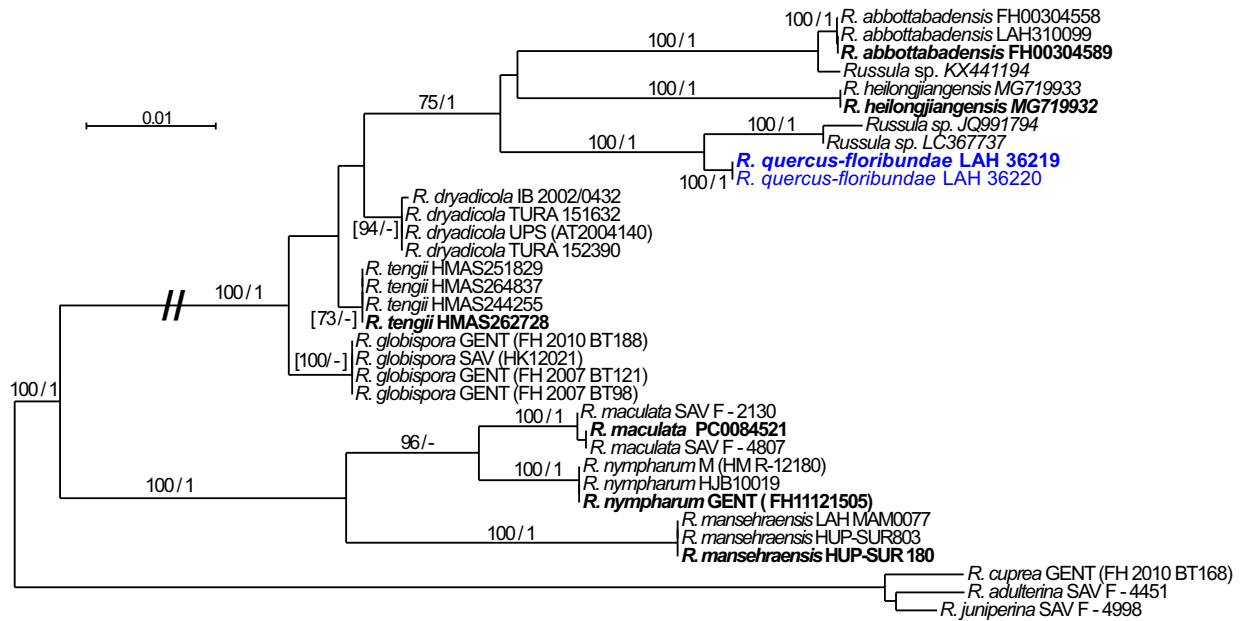 100 / 1
R. abbottabadensis FH00304558
R. abbottabadensis LAH310099
100 / 1
R. abbottabadensis FH00304589
Russula sp. KX441194
R. heilongjiangensis MG719933
75 / 1
100 / 1
R. heilongjiangensis MG719932
0.01
100 / 1
Russula sp. JQ991794
Russula sp. LC367737
100 / 1
R. quercus-floribundae LAH 36219
100 / 1
R. quercus-floribundae LAH 36220
R. dryadicola IB 2002/0432
R. dryadicola TURA 151632
[94/-]
R. dryadicola UPS (AT2004140)
R. dryadicola TURA 152390
R. tengii HMAS251829
R. tengii HMAS264837
100 / 1
R. tengii HMAS244255
[73/-]
R. tengii HMAS262728
R. globispora GENT (FH 2010 BT188)
[100/-]
R. globispora SAV (HK12021)
R. globispora GENT (FH 2007 BT121)
100 / 1
R. globispora GENT (FH 2007 BT98)
R. maculata SAV F - 2130
100 / 1
R. maculata PC0084521
96 / -
R. maculata SAV F - 4807
R. nympharum M (HM R-12180)
100 / 1
R. nympharum HJB10019
100 / 1
R. nympharum GENT ( FH11121505)
R. mansehraensis LAH MAM0077
100 / 1
R. mansehraensis HUP-SUR803
R. mansehraensis HUP-SUR 180
R. cuprea GENT (FH 2010 BT168)
R. adulterina SAV F - 4451
R. juniperina SAV F - 4998